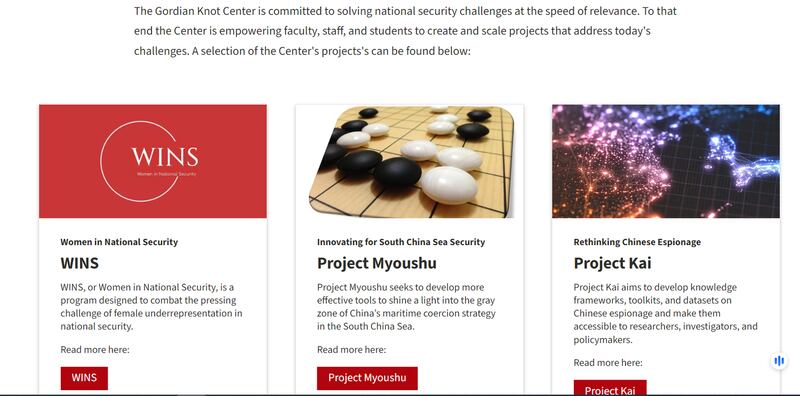 The Gordian Knot Center is committed to solving national security challenges at the speed of relevance. To that
end the Center is empowering faculty, staff, and students to create and scale projects that address today's
challenges. A selection of the Center's projects's can be found below:
WINS
Women in National Security
Women in National Security
WINS
WINS, or Women in National Security, is a
program designed to combat the pressing
challenge of female underrepresentation in
national security.
Read more here:
WINS
Innovating for South China Sea Security
Project Myoushu
Project Myoushu seeks to develop more
effective tools to shine a light into the gray
zone of China's maritime coercion strategy
in the South China Sea.
Read more here:
Project Myoushu
Rethinking Chinese Espionage
Project Kai
Project Kai aims to develop knowledge
frameworks, toolkits, and datasets on
Chinese espionage and make them
accessible to researchers, investigators, and
policymakers.
Read more here:
Project Kai